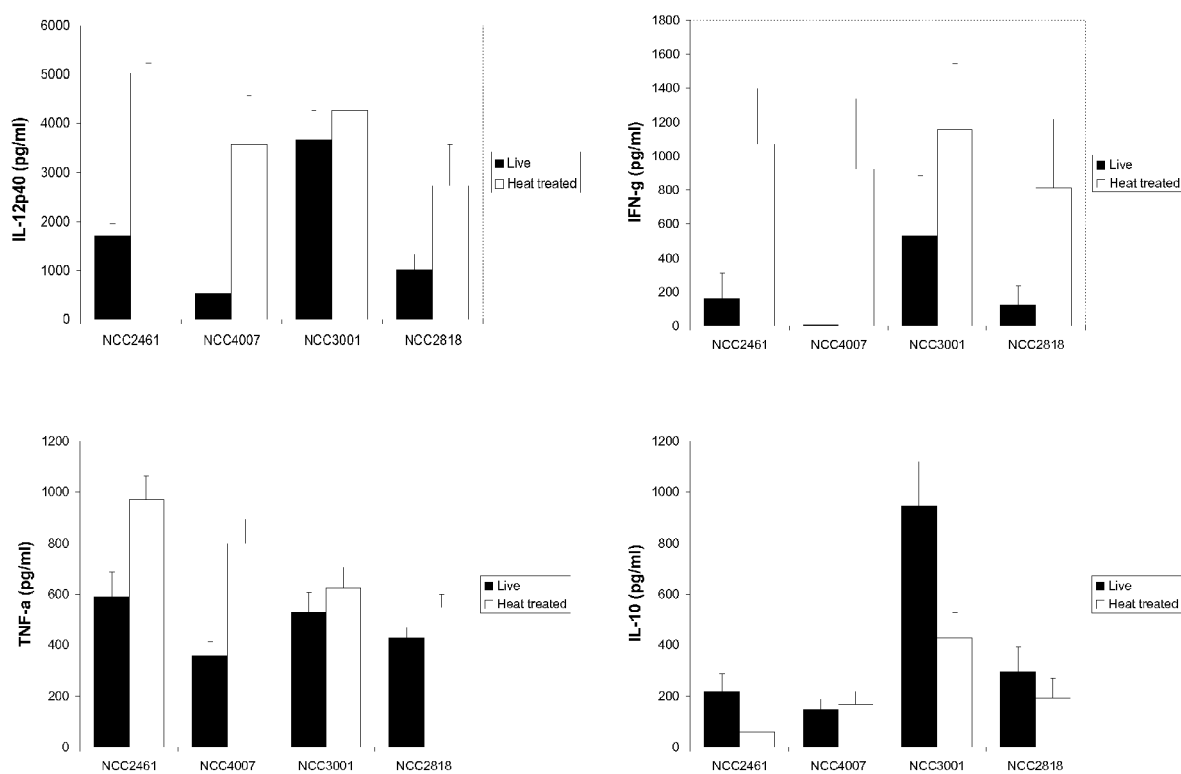 IL-12p40 (pg/ml)
6000
5000
4000
3000
2000
1000
0
NCC2461 NCC4007 NCC3001 NCC2818
Live
Heat treated
IFN-g (pg/ml)
1800
1600
1400
1200
1000
800
600
400
200
0
NCC2461 NCC4007 NCC3001 NCC2818
Live
Heat treated
TNF-a (pg/ml)
1200
1000
800
600
400
200
0
NCC2461 NCC4007 NCC3001 NCC2818
Live
Heat treated
IL-10 (pg/ml)
1200
1000
800
600
400
200
0
NCC2461 NCC4007 NCC3001 NCC2818
Live
Heat treated